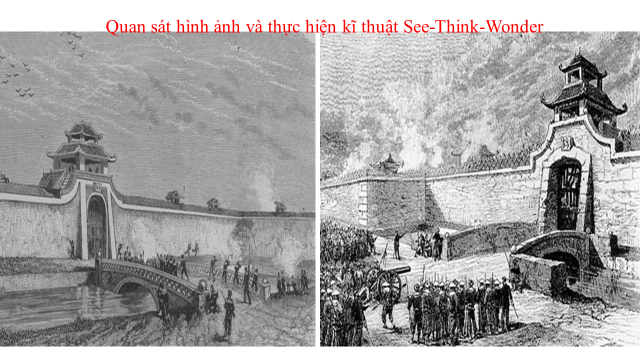 Quan sát hình ảnh và thực hiện kĩ thuật See-Think-Wonder